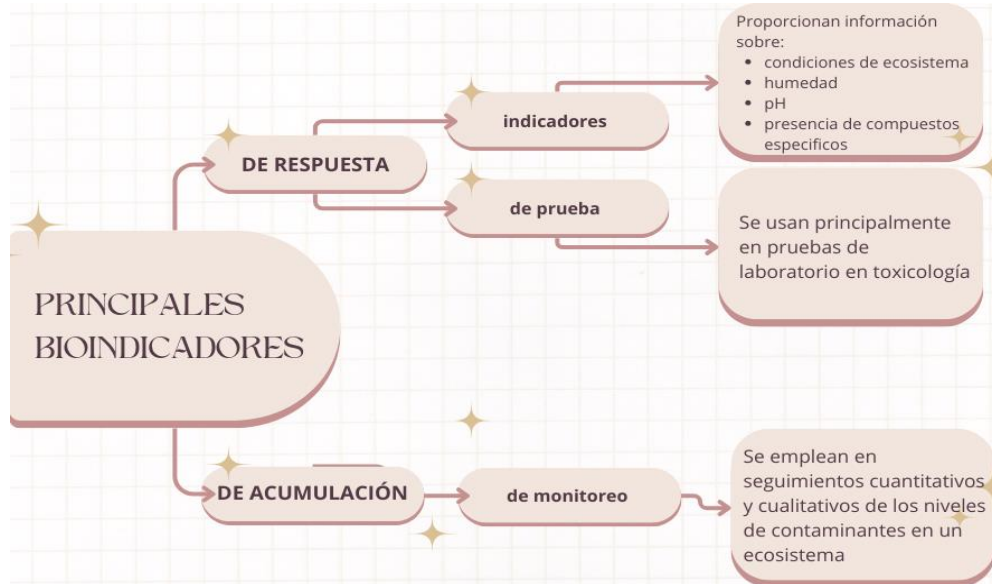 PRINCIPALES
BIOINDICADORES
DE RESPUESTA
indicadores
Proporcionan información
sobre:
• condiciones de ecosistema
• humedad
• pH
• presencia de compuestos
especificos
de prueba
Se usan principalmente
en pruebas de
laboratorio en toxicología
DE ACUMULACIÓN
de monitoreo
Se emplean en
seguimientos cuantitativos
y cualitativos de los niveles
de contaminantes en un
ecosistema